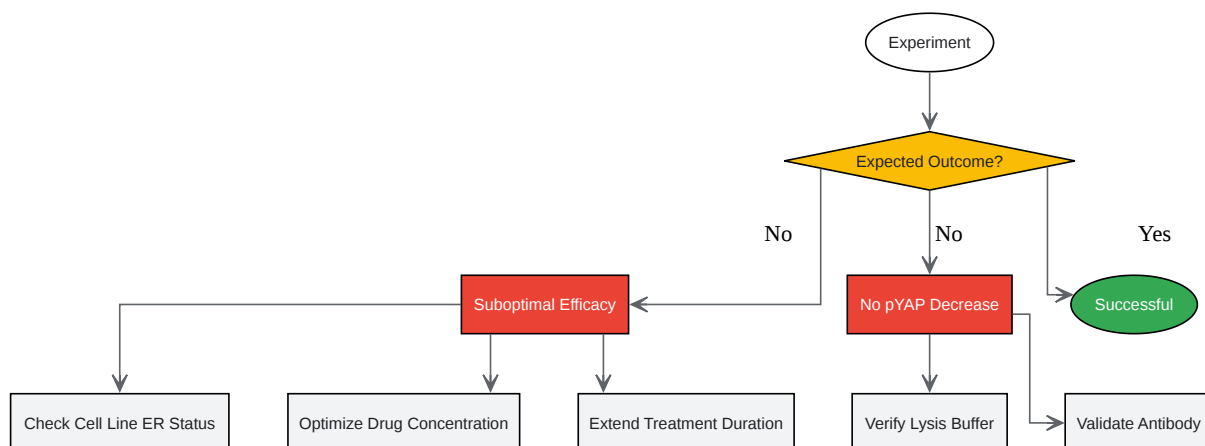 Experiment
Expected Outcome?
No
No
Yes
Suboptimal Efficacy
No pYAP Decrease
Successful
Check Cell Line ER Status
Optimize Drug Concentration
Extend Treatment Duration
Verify Lysis Buffer
Validate Antibody